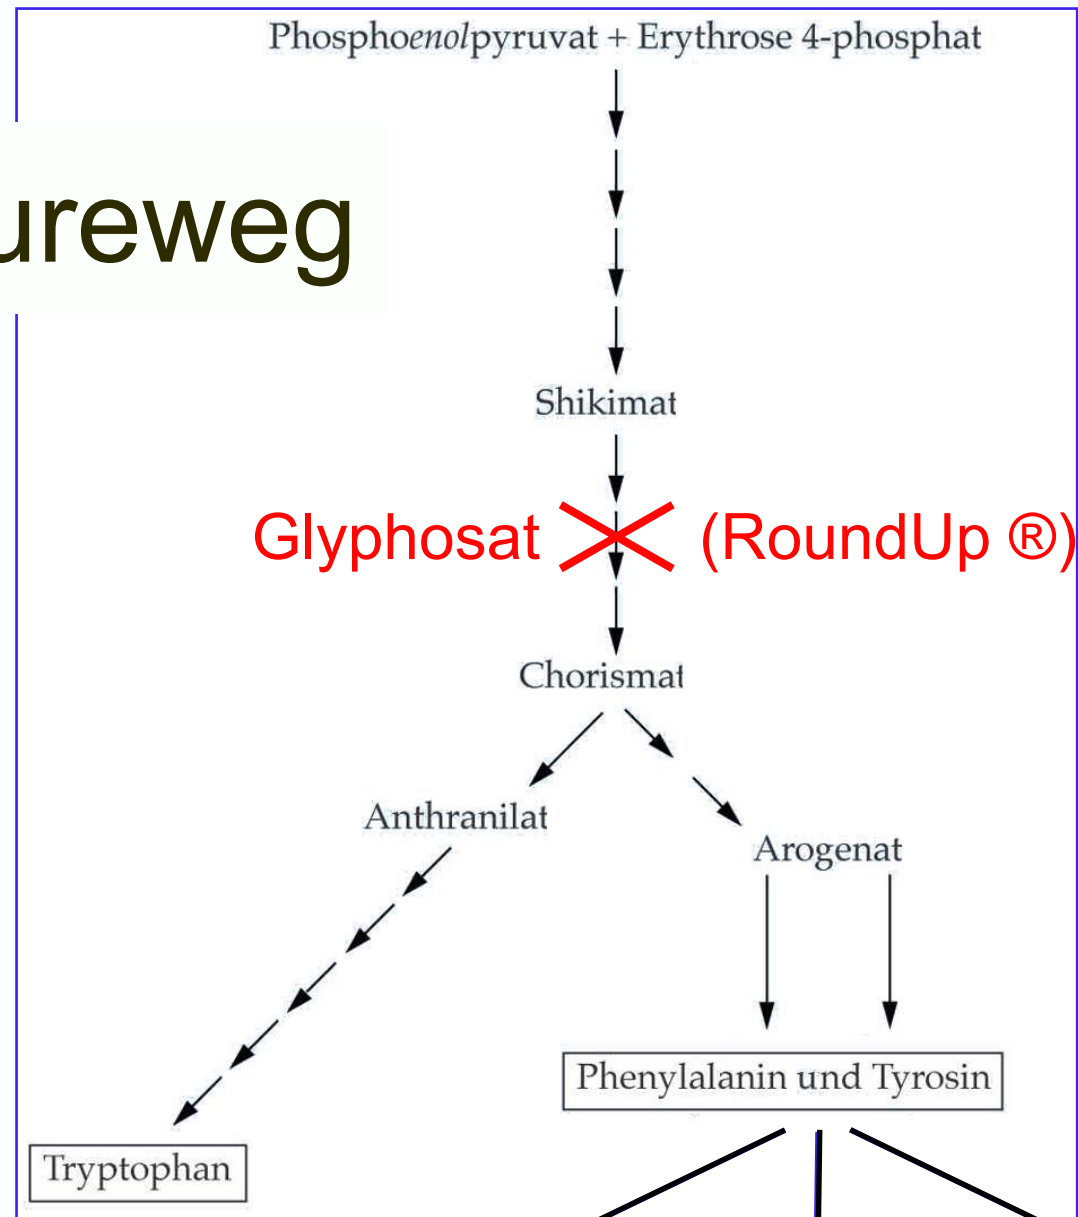 Phosphoenolpyruvat + Erythrose 4-phosphat
ureweg
Shikimat
Glyphosat (RoundUp ®)
Chorismat
Anthranilat
Arogenat
Phenylalanin und Tyrosin
Tryptophan